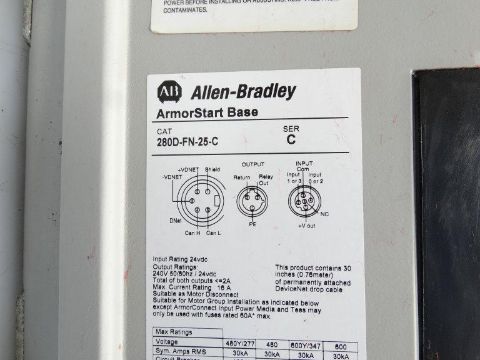 POWER BEFORE INSTALLING OR
CONTAMINATES.
AB Allen-Bradley
ArmorStart Base
CAT SER
280D-FN-25-C C
OUTPUT INPUT
Com
-VDNET Shield
+VDNET
Return Relay
Out
Input Input
1 or 3 0 or 2
DNet
Can H Can L
PE
NC
+V out
Input Rating 24vdc
Output Ratings:
240V 50/60hz / 24vdc
Total of both outputs <=2A
Max. Current Rating 16 A
This product contains 30
inches (0.76meter)
of permanently attached
DeviceNet drop cable
Suitable as Motor Disconnect
Suitable for Motor Group Installation as indicated below
except ArmorConnect Input Power Media and Tees may
only be used with fuses rated 60A* max.
Max Ratings
Voltage 480Y/277 480 600Y/347 600
Sym. Amps RMS 30kA 30kA 30kA 30kA